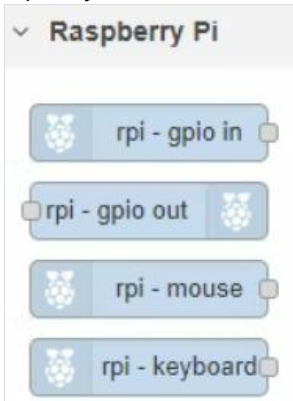 Raspberry Pi
rpi - gpio in
rpi - gpio out
rpi - mouse
rpi - keyboard